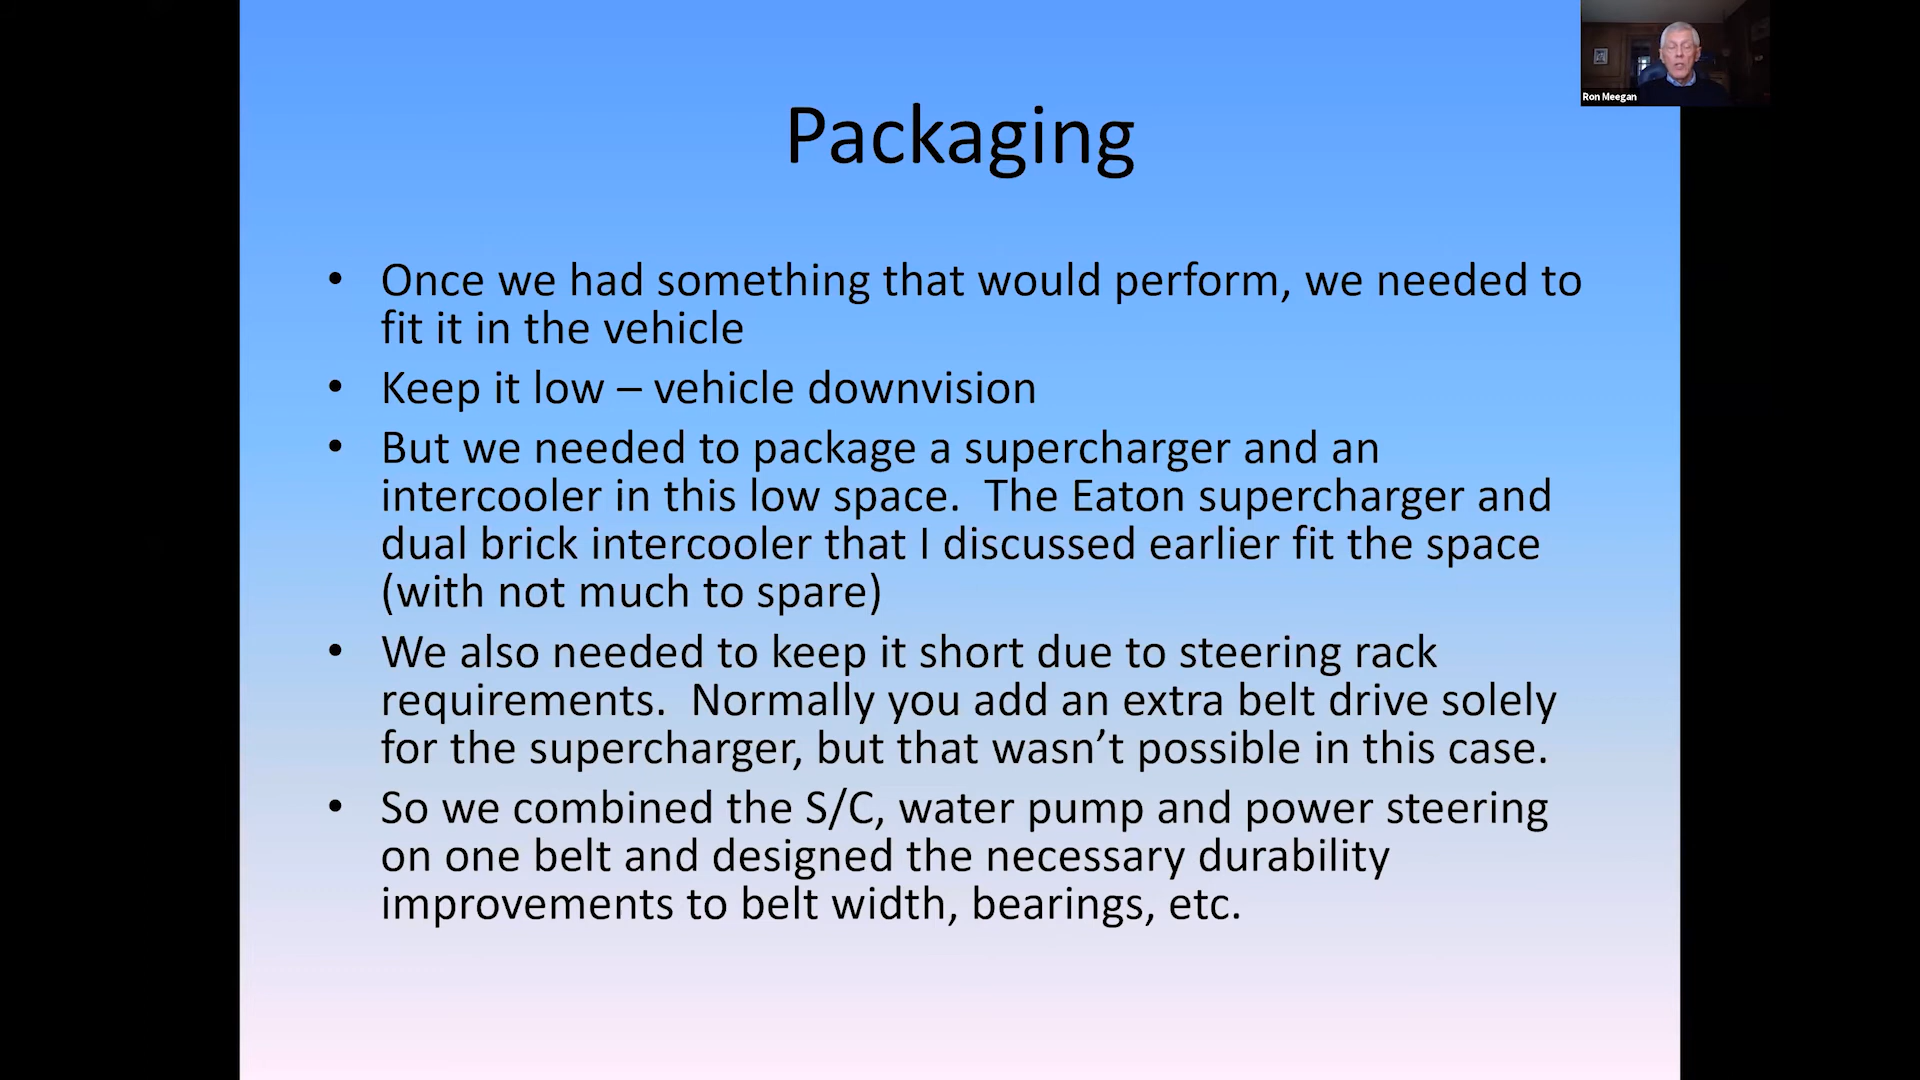 Ron Meegan
Packaging
• Once we had something that would perform, we needed to
fit it in the vehicle
• Keep it low – vehicle downvision
• But we needed to package a supercharger and an
intercooler in this low space.  The Eaton supercharger and
dual brick intercooler that I discussed earlier fit the space
(with not much to spare)
• We also needed to keep it short due to steering rack
requirements.  Normally you add an extra belt drive solely
for the supercharger, but that wasn’t possible in this case.
• So we combined the S/C, water pump and power steering
on one belt and designed the necessary durability
improvements to belt width, bearings, etc.